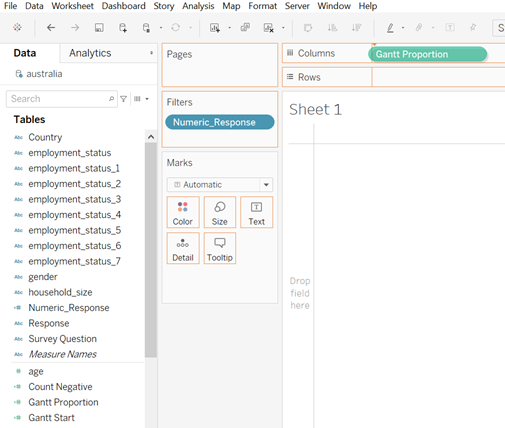 File Data Worksheet Dashboard Story Analysis Map Format Server Window Help
Data Analytics
australia
Search
Tables
Abc Country
Abc employment_status
Abc employment_status_1
Abc employment_status_2
Abc employment_status_3
Abc employment_status_4
Abc employment_status_5
Abc employment_status_6
Abc employment_status_7
Abc gender
Abc household_size
Numeric_Response
Abc Response
Abc Survey Question
Abc Measure Names
# age
Count Negative
Gantt Proportion
Gantt Start
Pages
Filters
Numeric_Response
Marks
Automatic
Color Size Text
Detail Tooltip
Columns Gantt Proportion
Rows
Sheet 1
Drop
field
here